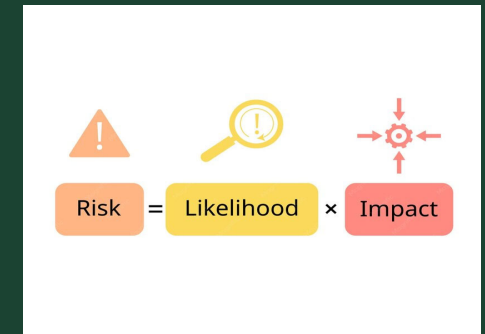 Risk = Likelihood × Impact